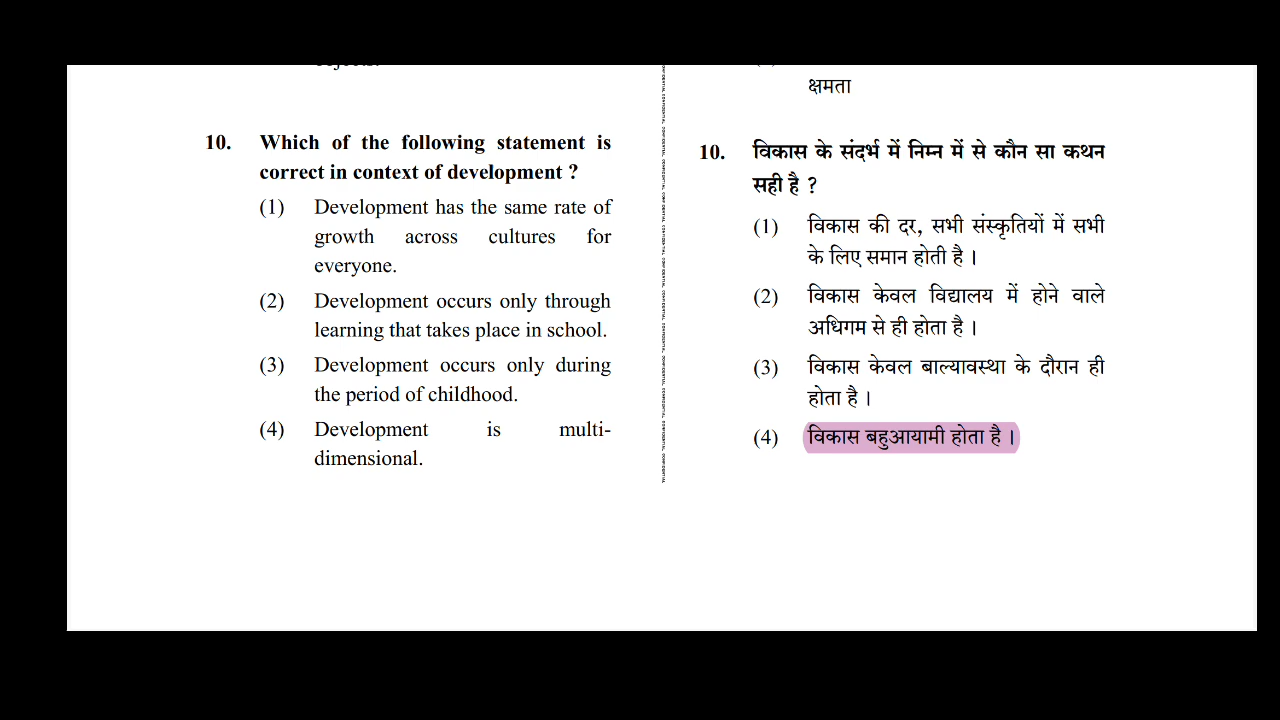 क्षमता
10. Which of the following statement is
correct in context of development ?
(1) Development has the same rate of
growth across cultures for
everyone.
(2) Development occurs only through
learning that takes place in school.
(3) Development occurs only during
the period of childhood.
(4) Development is multi-
dimensional.
10. विकास के संदर्भ में निम्न में से कौन सा कथन
सही है ?
(1) विकास की दर, सभी संस्कृतियों में सभी
के लिए समान होती है ।
(2) विकास केवल विद्यालय में होने वाले
अधिगम से ही होता है ।
(3) विकास केवल बाल्यावस्था के दौरान ही
होता है ।
(4) विकास बहुआयामी होता है ।